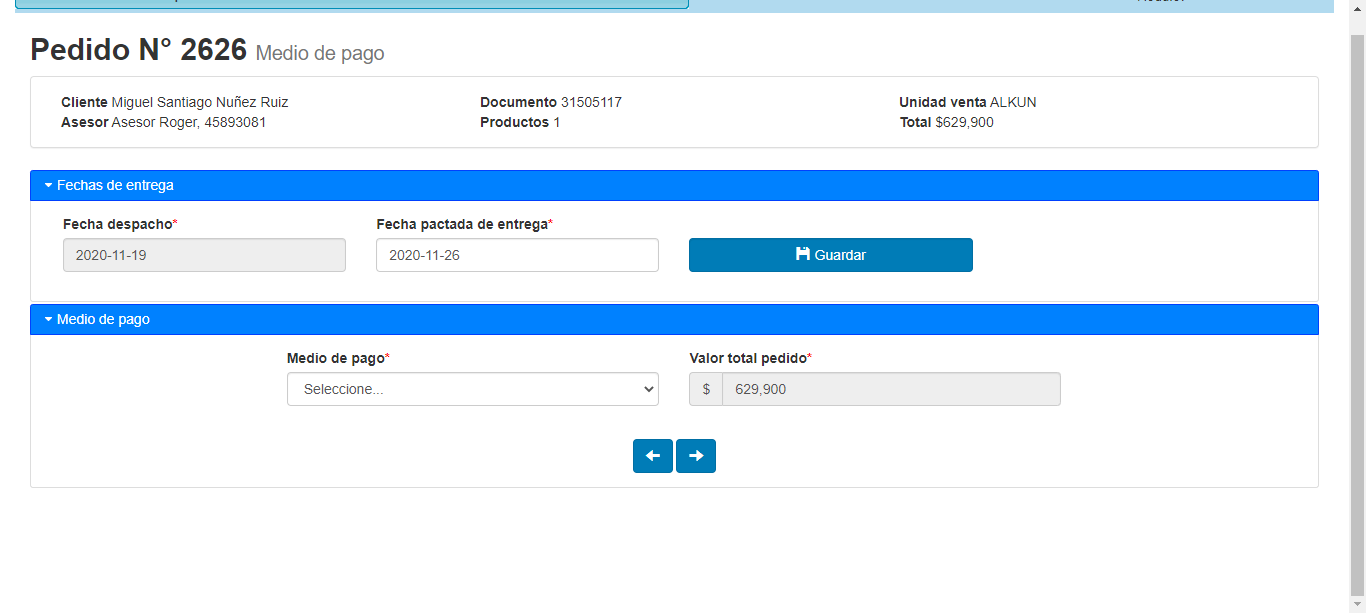 Pedido N° 2626 Medio de pago
Cliente Miguel Santiago Nuñez Ruiz Documento 31505117 Unidad venta ALKUN
Asesor Asesor Roger, 45893081 Productos 1 Total $629,900
Fechas de entrega
Fecha despacho* Fecha pactada de entrega*
2020-11-19 2020-11-26 Guardar
Medio de pago
Medio de pago* Valor total pedido*
Seleccione... $ 629,900